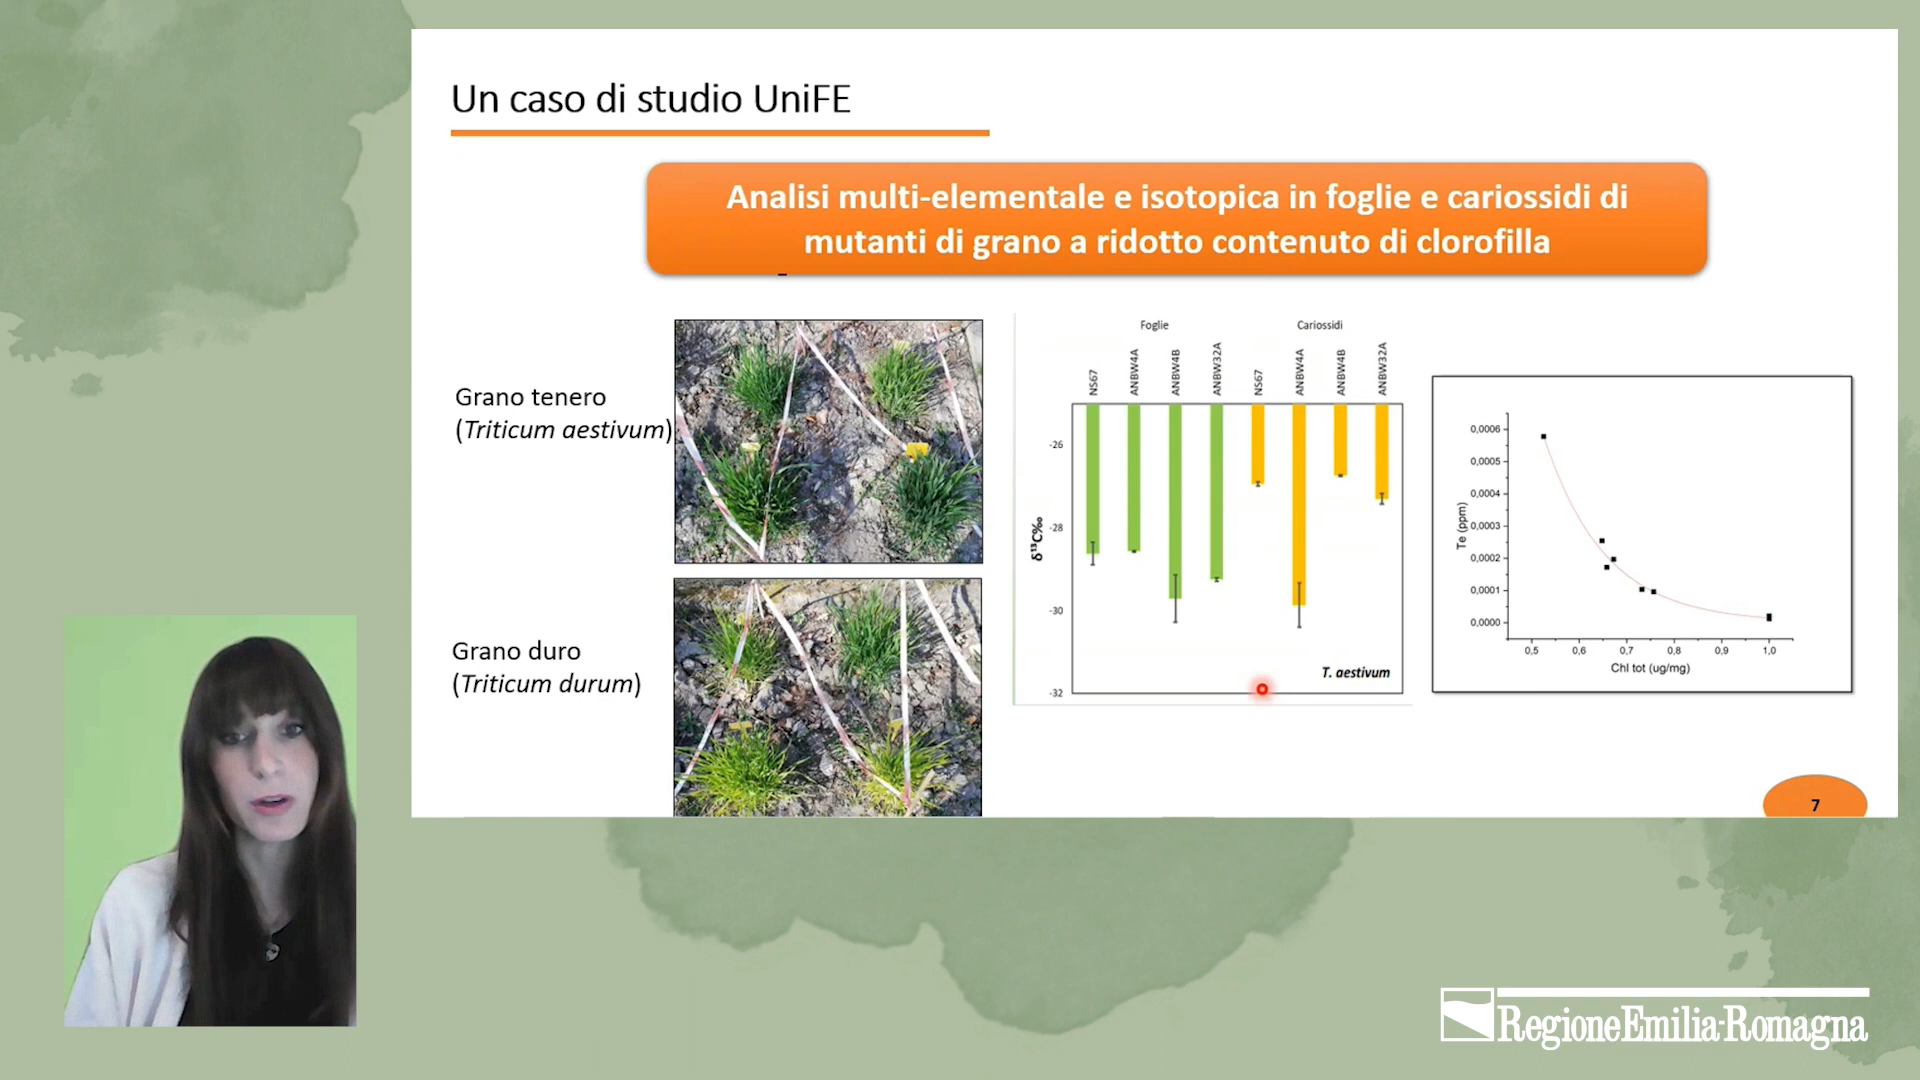 Un caso di studio UniFE
Analisi multi-elementale e isotopica in foglie e cariossidi di
mutanti di grano a ridotto contenuto di clorofilla
Grano tenero
(Triticum aestivum)
Grano duro
(Triticum durum)
Foglie
Cariossidi
NS67
ANBW4A
ANBW4B
ANBW32A
NS67
ANBW4A
ANBW4B
ANBW32A
δ¹³C‰
-26
-28
-30
-32
T. aestivum
Te (ppm)
0,0006
0,0005
0,0004
0,0003
0,0002
0,0001
0,0000
0,5 0,6 0,7 0,8 0,9 1,0
Chl tot (ug/mg)
7
RegioneEmilia-Romagna